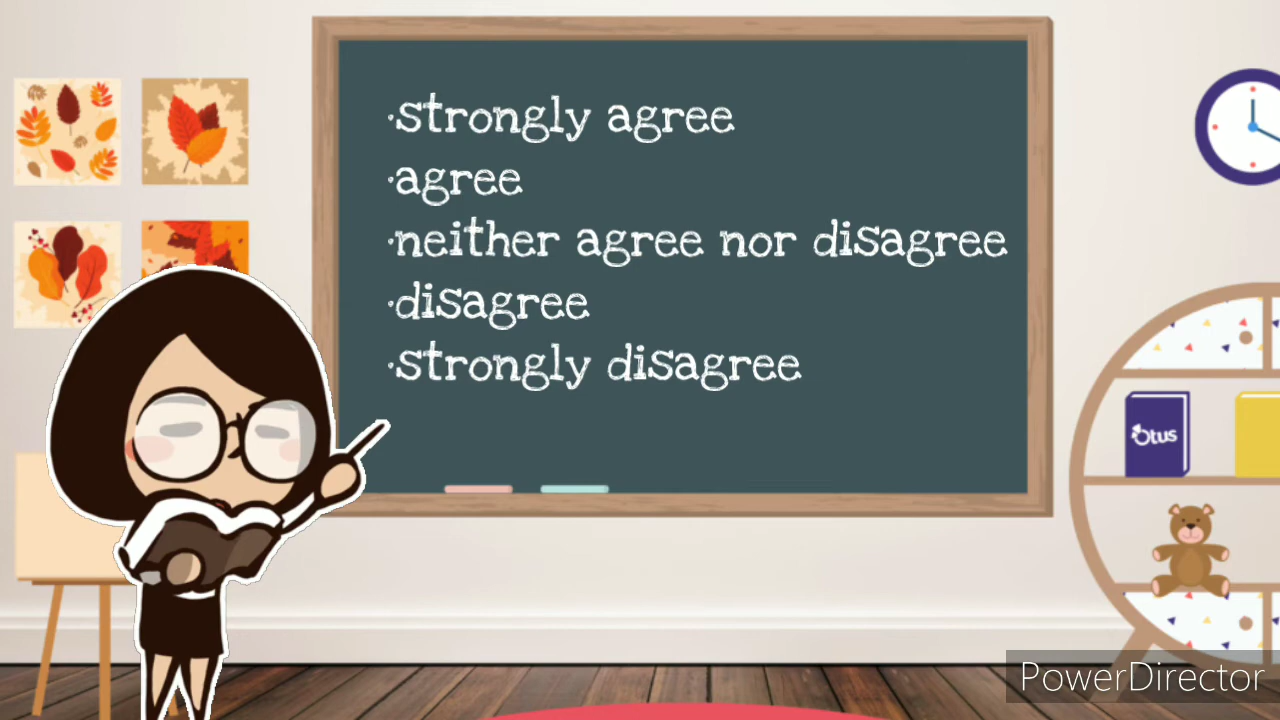 ·strongly agree
·agree
·neither agree nor disagree
·disagree
·strongly disagree
Otus
PowerDirector